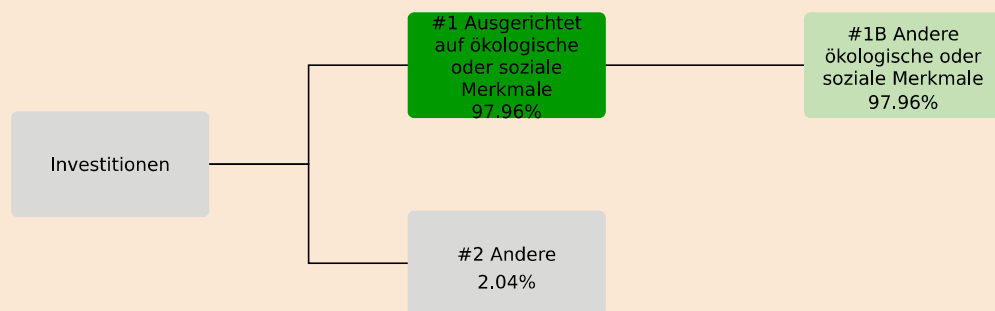 #1 Ausgerichtet
auf ökologische
oder soziale
Merkmale
97.96%
#1B Andere
ökologische oder
soziale Merkmale
97.96%
Investitionen
#2 Andere
2.04%